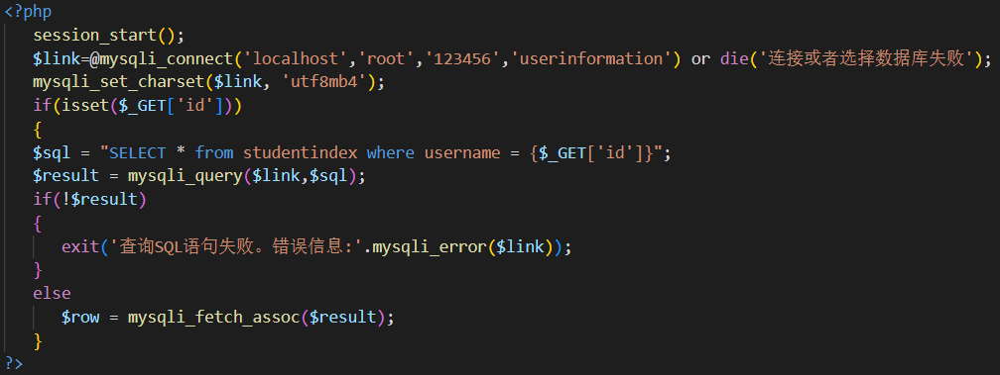 <?php
session_start();
$link=@mysqli_connect('localhost','root','123456','userinformation') or die('连接或者选择数据库失败');
mysqli_set_charset($link, 'utf8mb4');
if(isset($_GET['id']))
{
$sql = "SELECT * from studentindex where username = {$_GET['id']}";
$result = mysqli_query($link,$sql);
if(!$result)
{
exit('查询SQL语句失败。错误信息:'.mysqli_error($link));
}
else
$row = mysqli_fetch_assoc($result);
}
?>